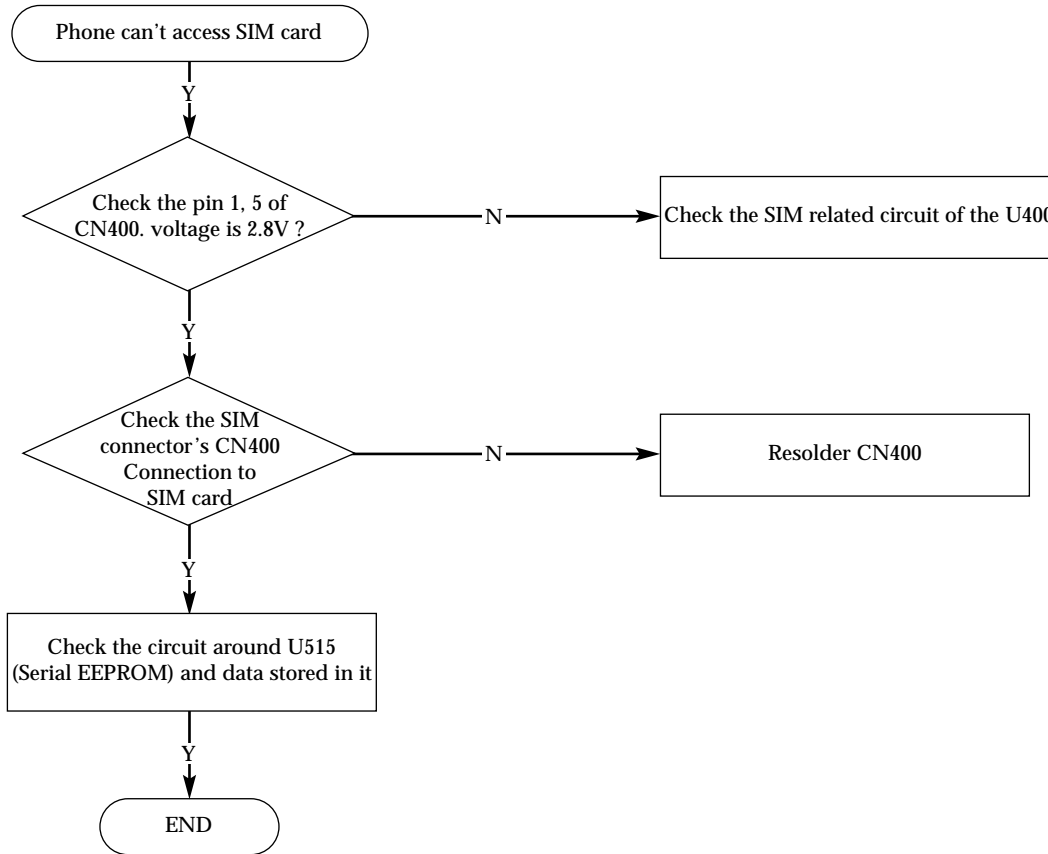 Phone can't access SIM card
Y
Check the pin 1, 5 of
CN400. voltage is 2.8V ?
N
Check the SIM related circuit of the U400
Y
Check the SIM
connector's CN400
Connection to
SIM card
N
Resolder CN400
Y
Check the circuit around U515
(Serial EEPROM) and data stored in it
Y
END